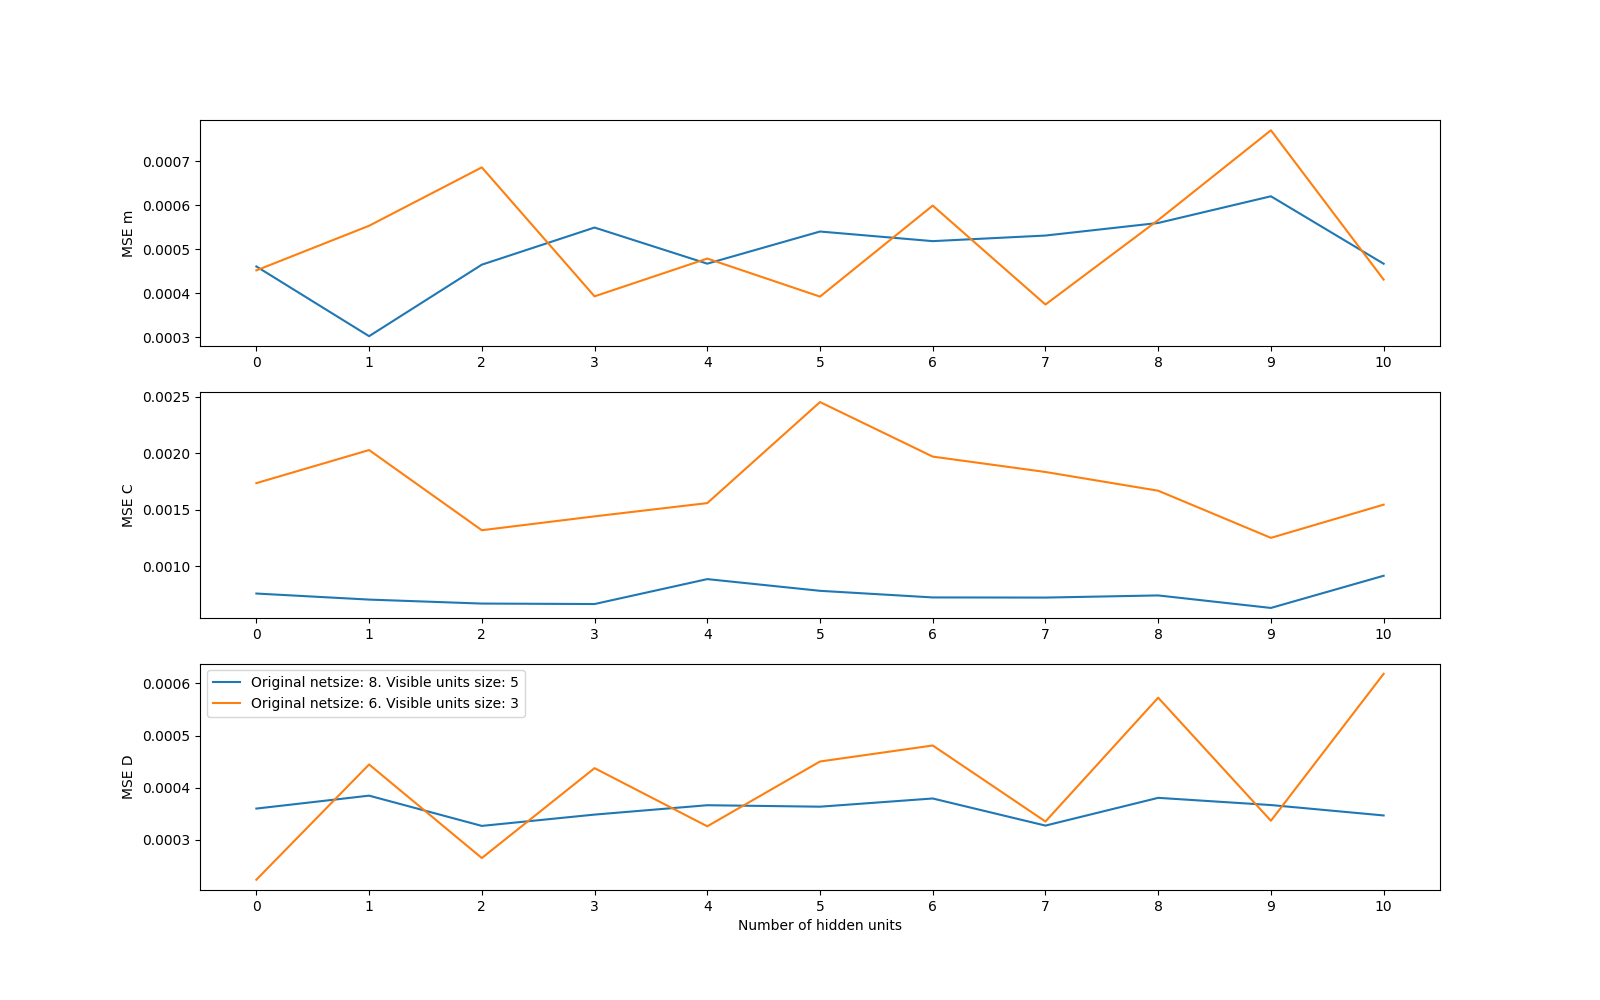 MSE m
0.0007
0.0006
0.0005
0.0004
0.0003
0 1 2 3 4 5 6 7 8 9 10
MSE C
0.0025
0.0020
0.0015
0.0010
0 1 2 3 4 5 6 7 8 9 10
MSE D
0.0006
0.0005
0.0004
0.0003
Original netsize: 8. Visible units size: 5
Original netsize: 6. Visible units size: 3
0 1 2 3 4 5 6 7 8 9 10
Number of hidden units